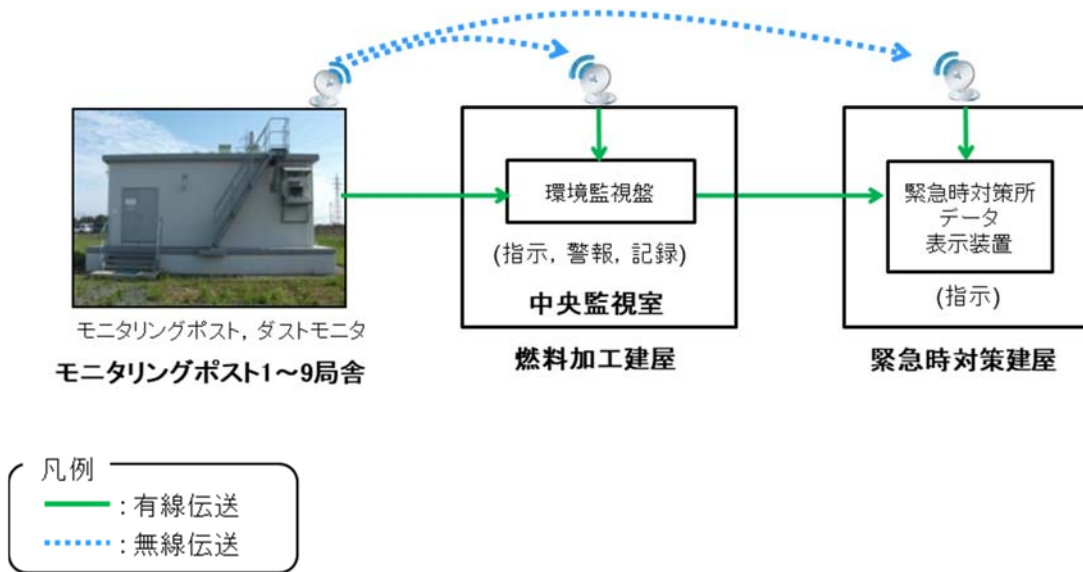 環境監視盤
(指示, 警報, 記録)
中央監視室
緊急時対策所
データ
表示装置
(指示)
モニタリングポスト, ダストモニタ
モニタリングポスト1～9局舎
燃料加工建屋
緊急時対策建屋
凡例
: 有線伝送
: 無線伝送